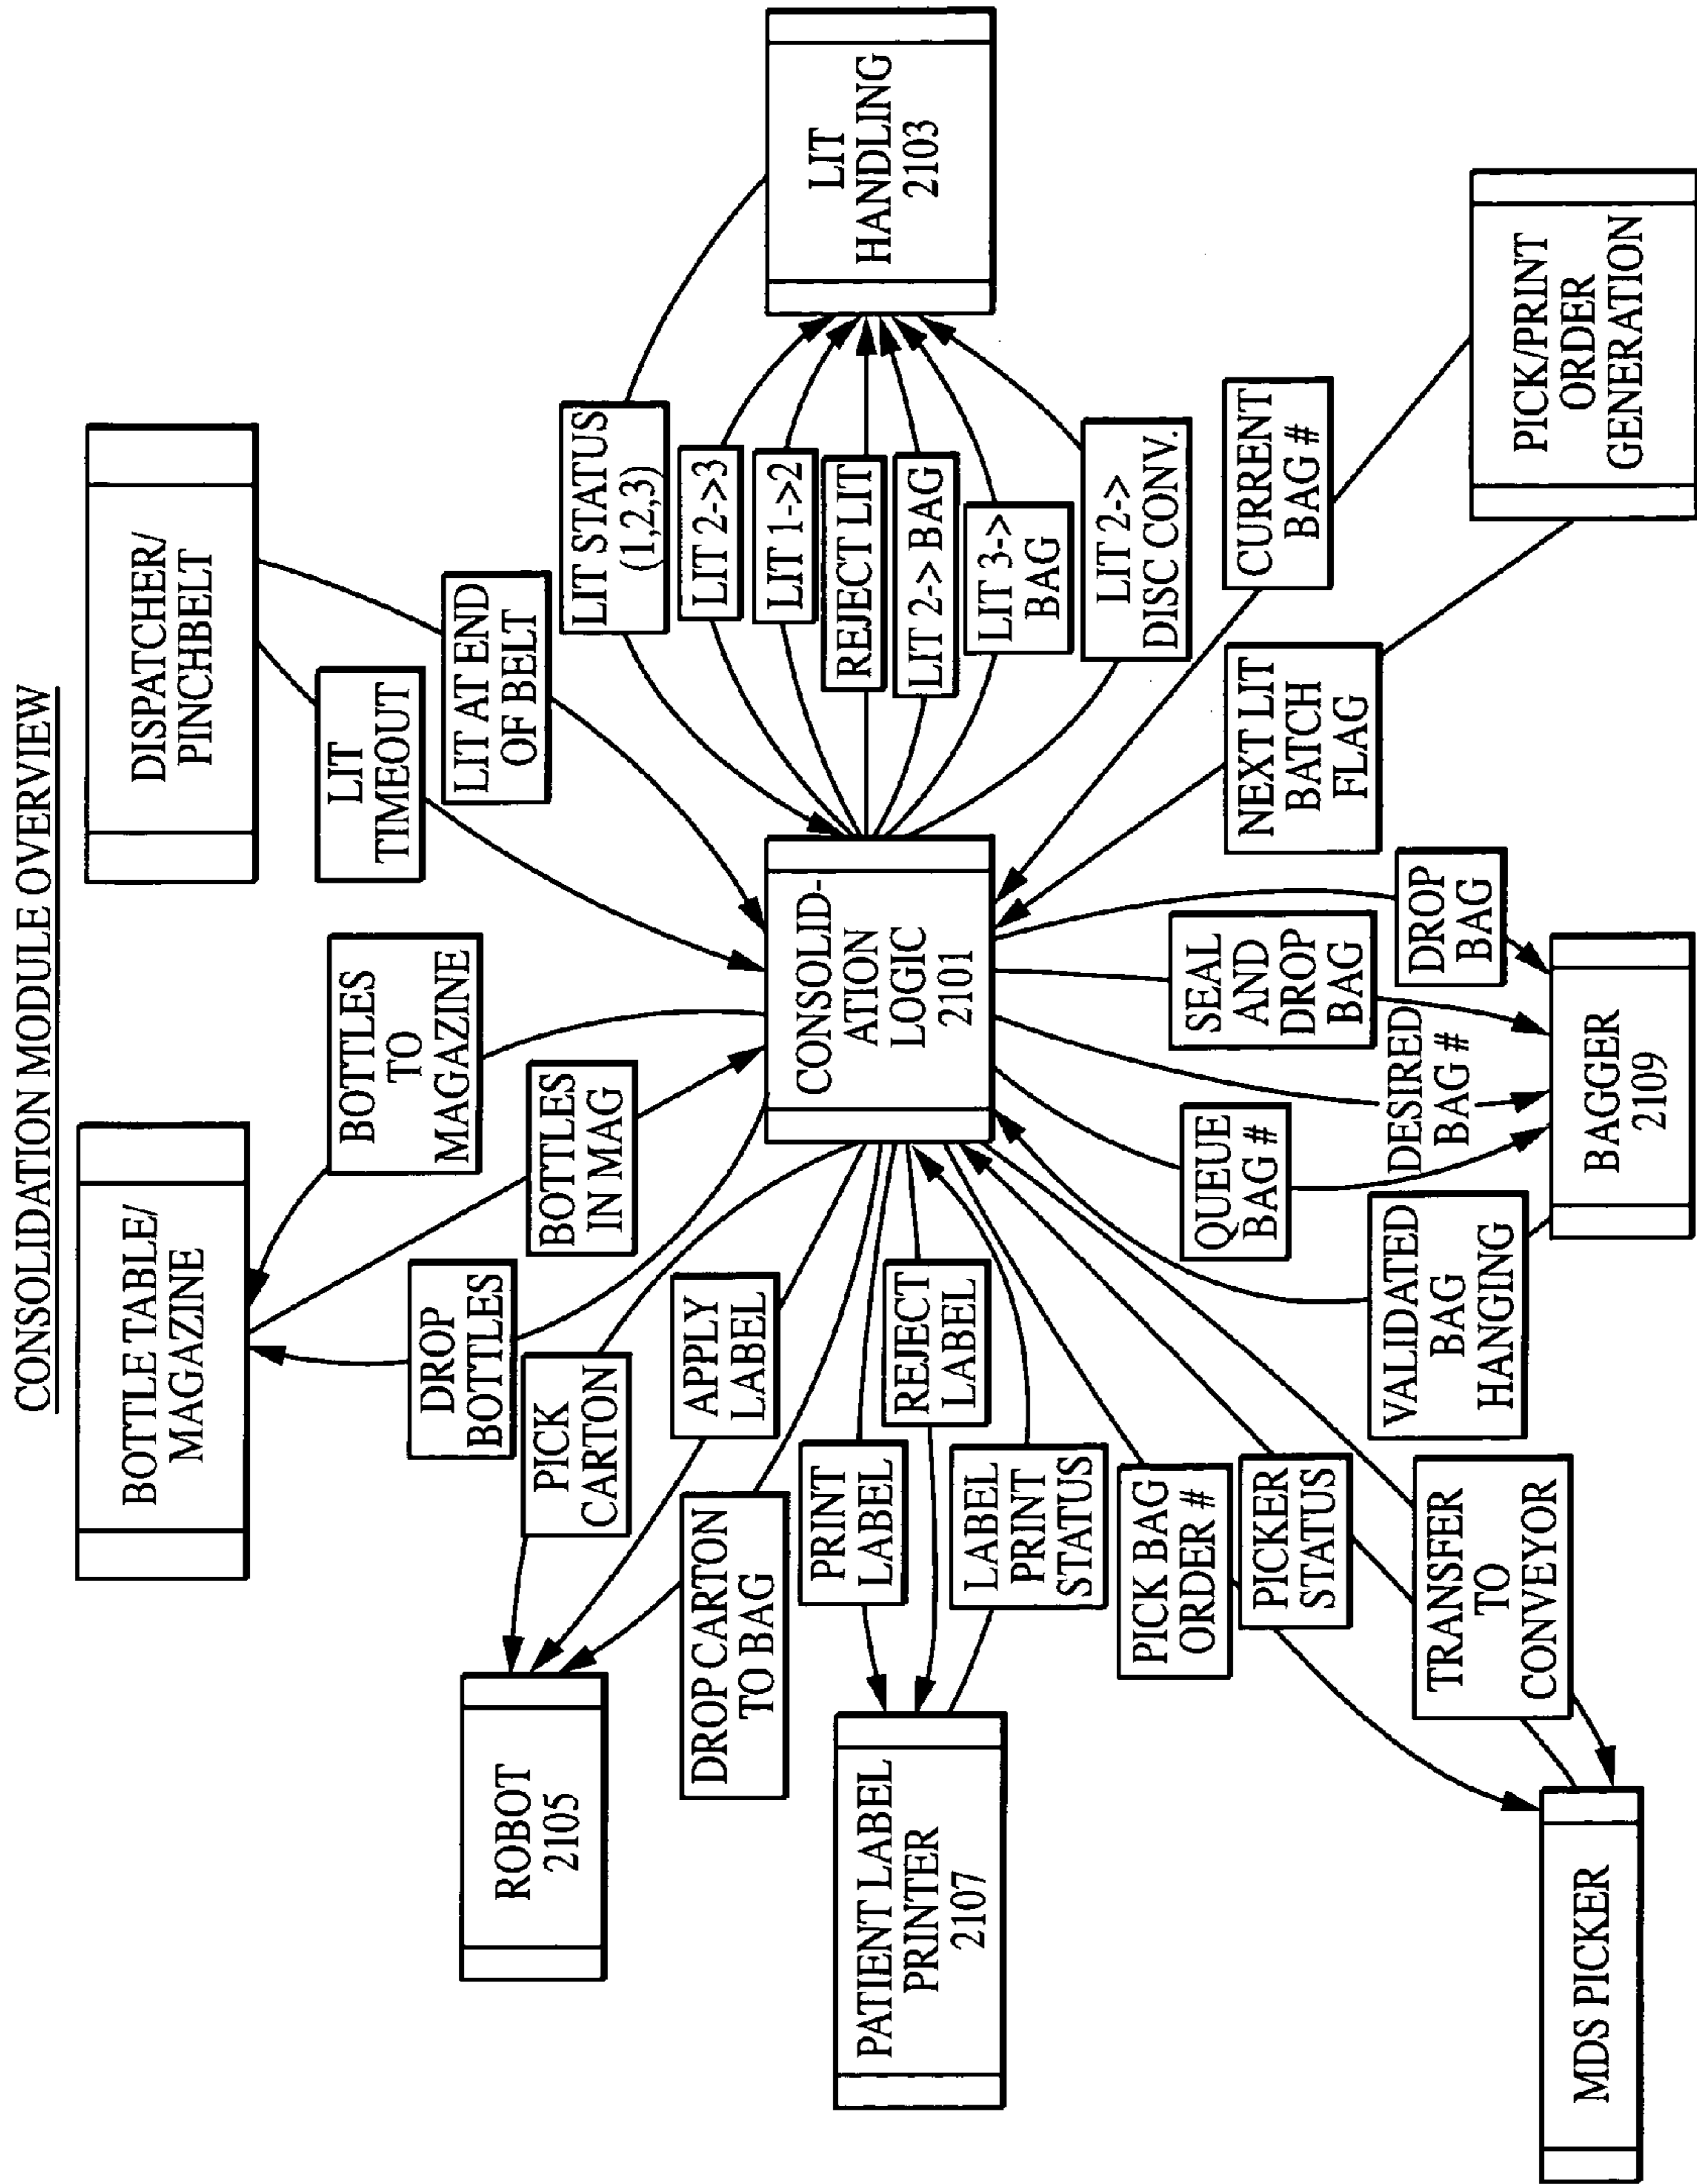 CONSOLIDATION MODULE OVERVIEW
BOTTLE TABLE/
MAGAZINE
DISPATCHER/
PINCHBELT
BOTTLES
TO
MAGAZINE
LIT
TIMEOUT
DROP
BOTTLES
BOTTLES
IN MAG
LIT AT END
OF BELT
ROBOT
2105
PICK
CARTON
LIT STATUS
(1,2,3)
DROP CARTON
TO BAG
APPLY
LABEL
LIT 2->3
LIT 1->2
CONSOLID-
ATION
LOGIC
2101
LIT
HANDLING
2103
PATIENT LABEL
PRINTER
2107
PRINT
LABEL
REJECT
LABEL
REJECT LIT
LIT 2-> BAG
LABEL
PRINT
STATUS
LIT 3->
BAG
PICK BAG
ORDER #
PICKER
STATUS
LIT 2->
DISC CONV.
QUEUE
BAG #
SEAL
AND
DROP
BAG
NEXT LIT
BATCH
FLAG
CURRENT
BAG #
TRANSFER
TO
CONVEYOR
VALIDATED
BAG
HANGING
DESIRED
BAG #
DROP
BAG
MDS PICKER
BAGGER
2109
PICK/PRINT
ORDER
GENERATION